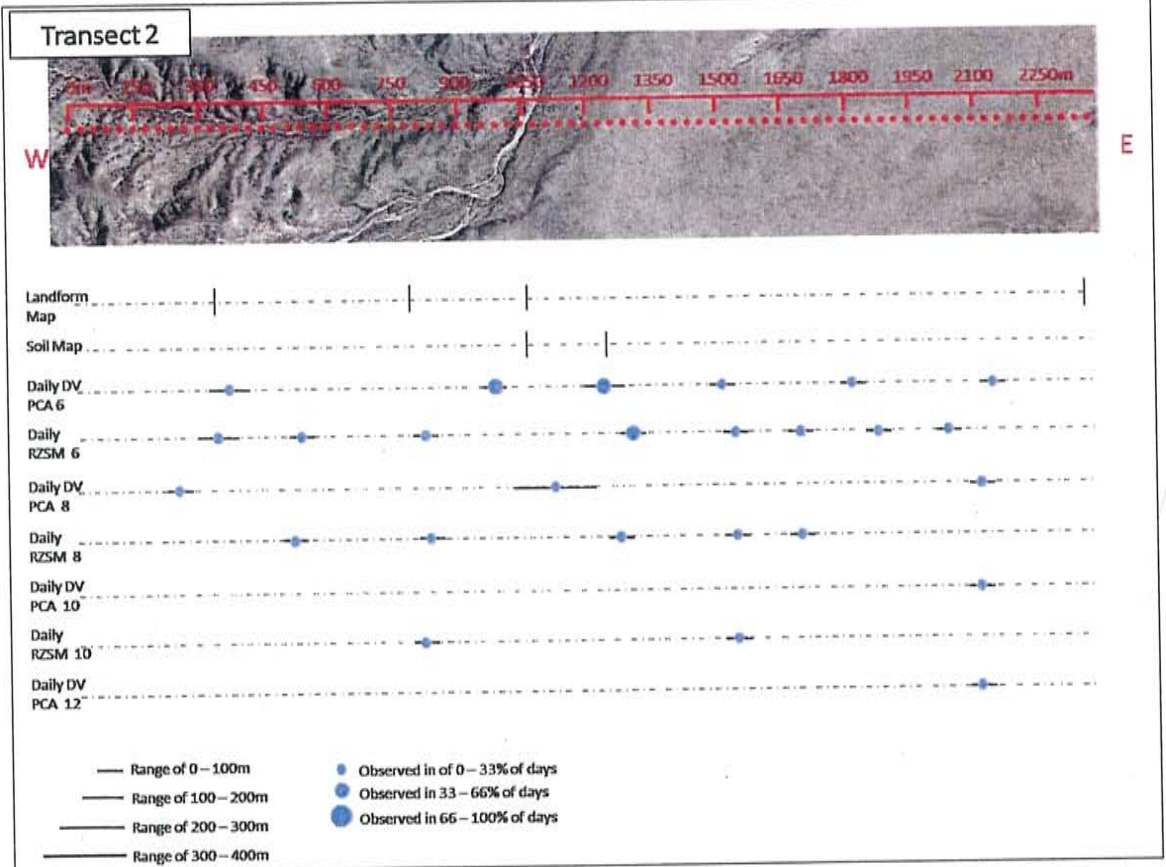 Transect 2
0m 150 300 450 600 750 900 1050 1200 1350 1500 1650 1800 1950 2100 2250m
W
E
Landform
Map
Soil Map
Daily DV
PCA 6
Daily
RZSM 6
Daily DV
PCA 8
Daily
RZSM 8
Daily DV
PCA 10
Daily
RZSM 10
Daily DV
PCA 12
Range of 0 – 100m
Observed in of 0 – 33% of days
Range of 100 – 200m
Observed in 33 – 66% of days
Range of 200 – 300m
Observed in 66 – 100% of days
Range of 300 – 400m